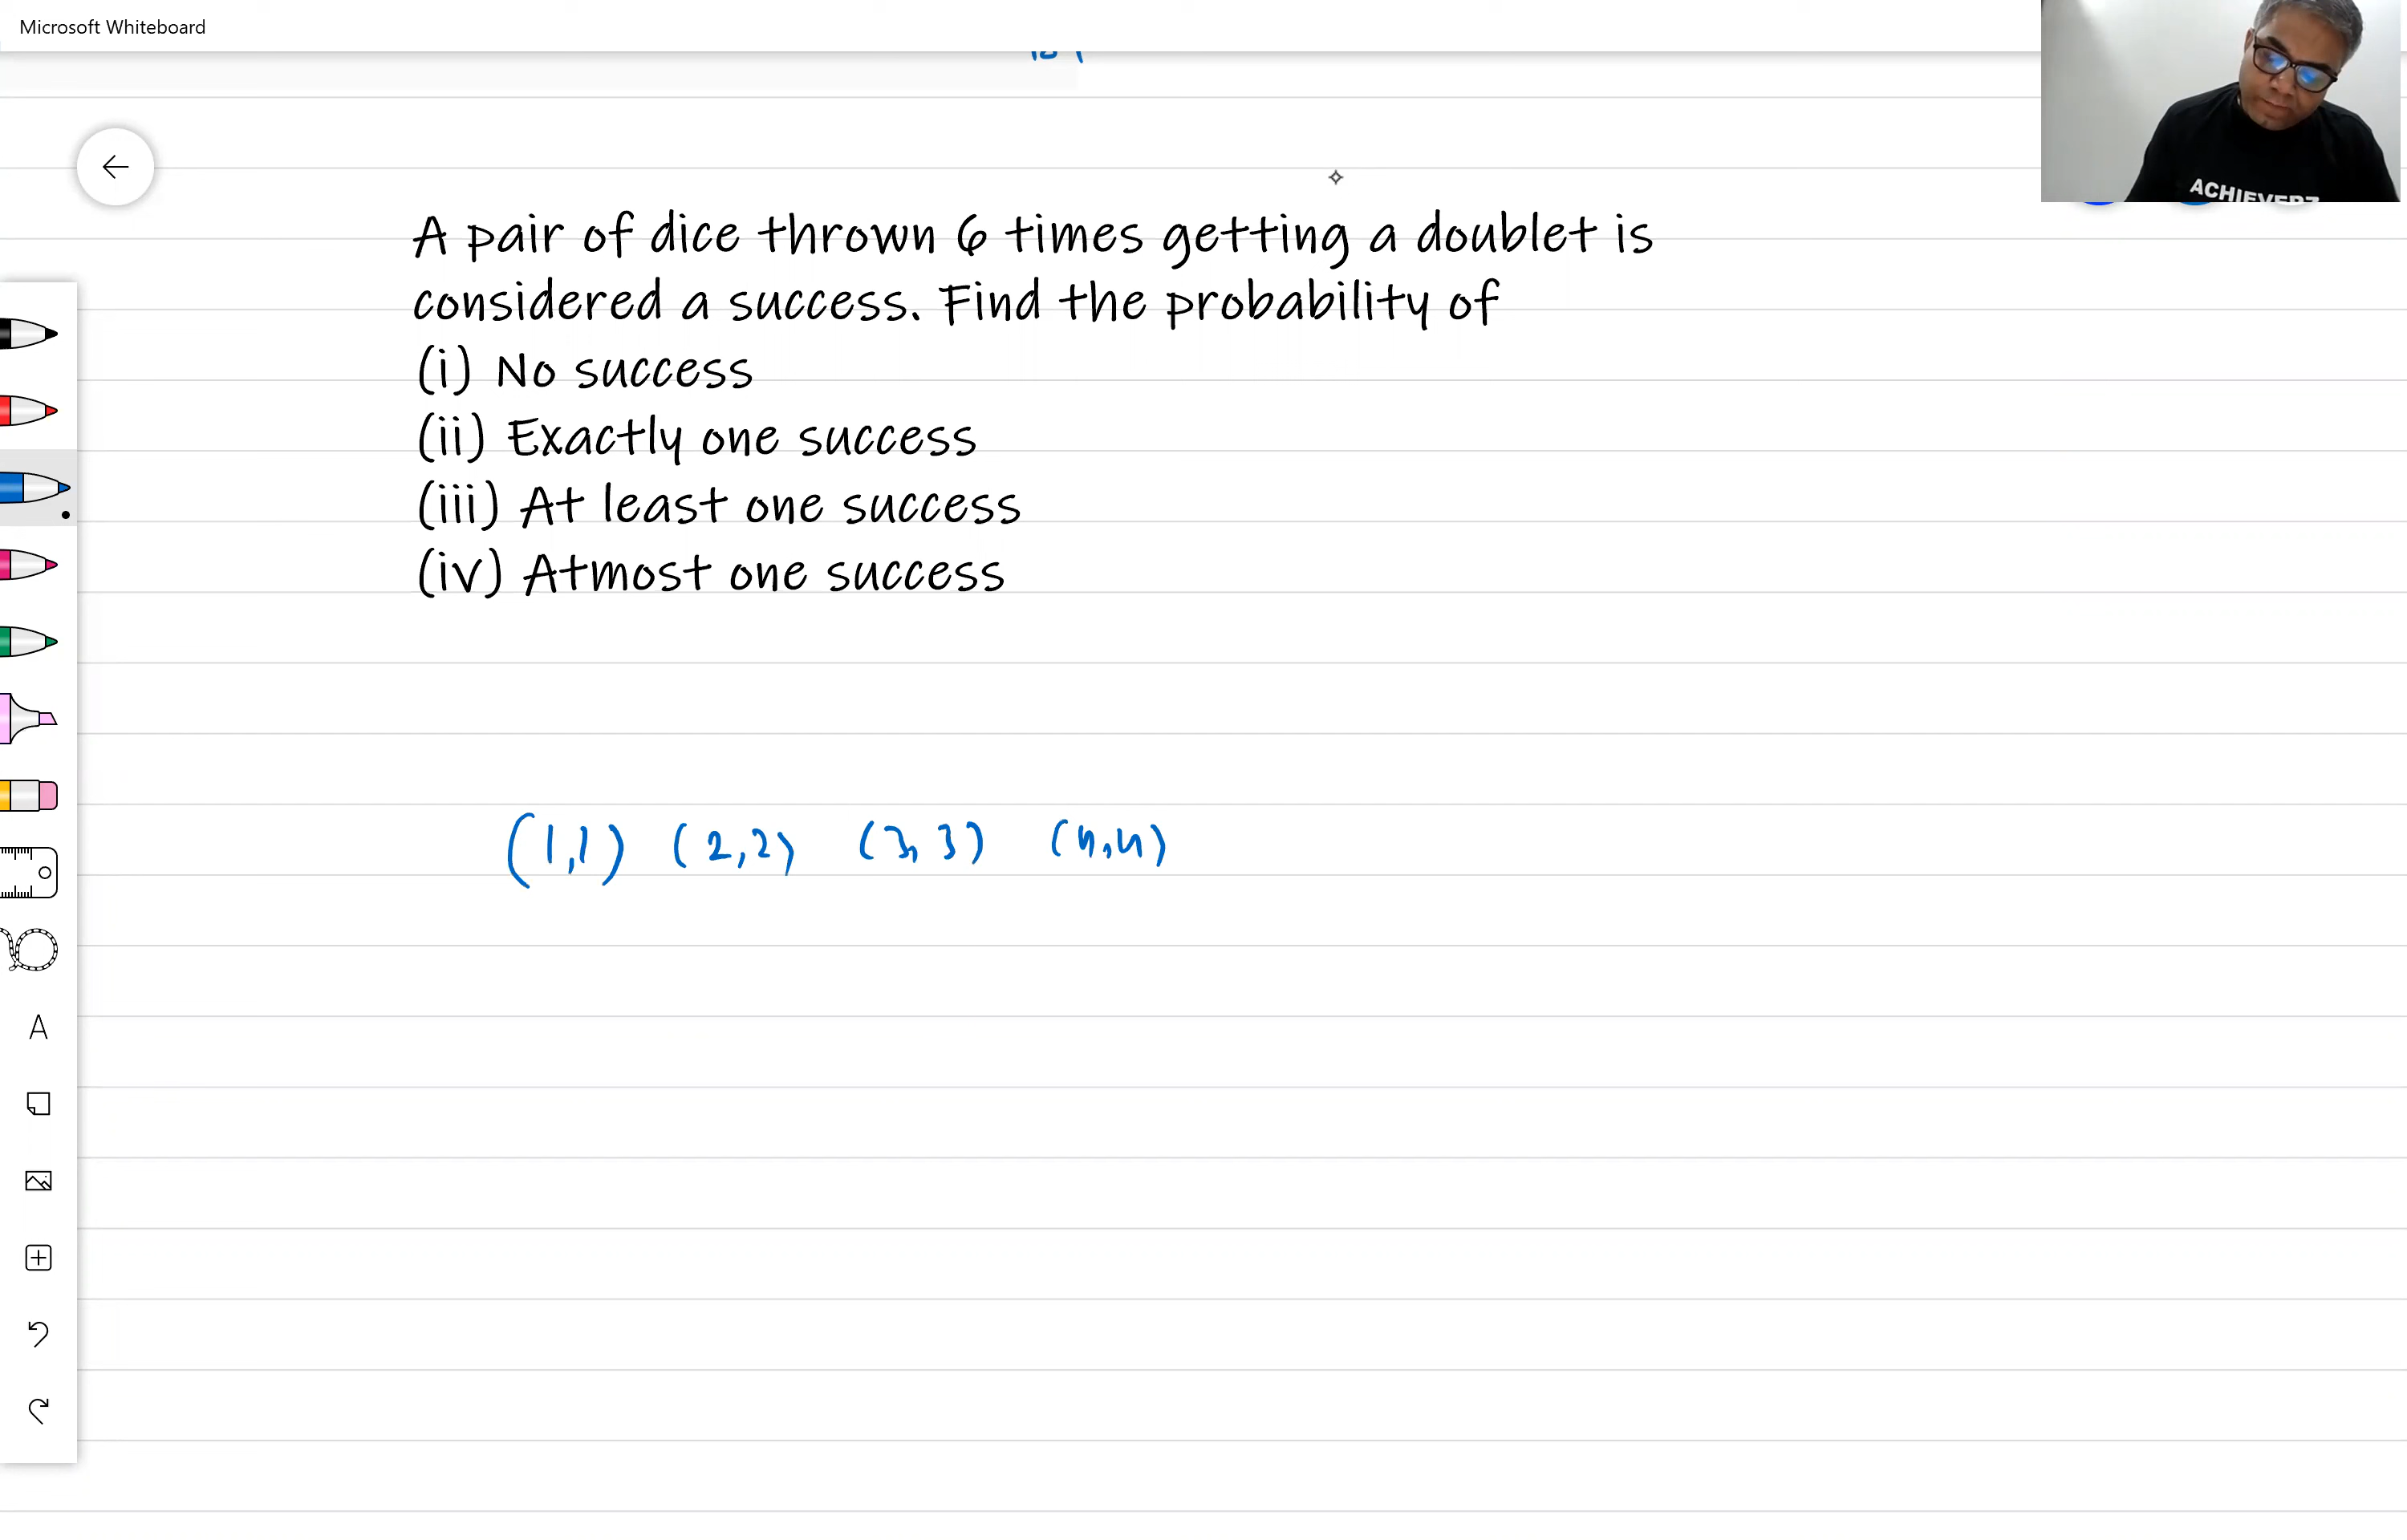 Microsoft Whiteboard
ACHIEVERZ
A pair of dice thrown 6 times getting a doublet is
considered a success. Find the probability of
(i) No success
(ii) Exactly one success
(iii) At least one success
(iv) Atmost one success
(1,1) (2,2) (3,3) (4,4)
A